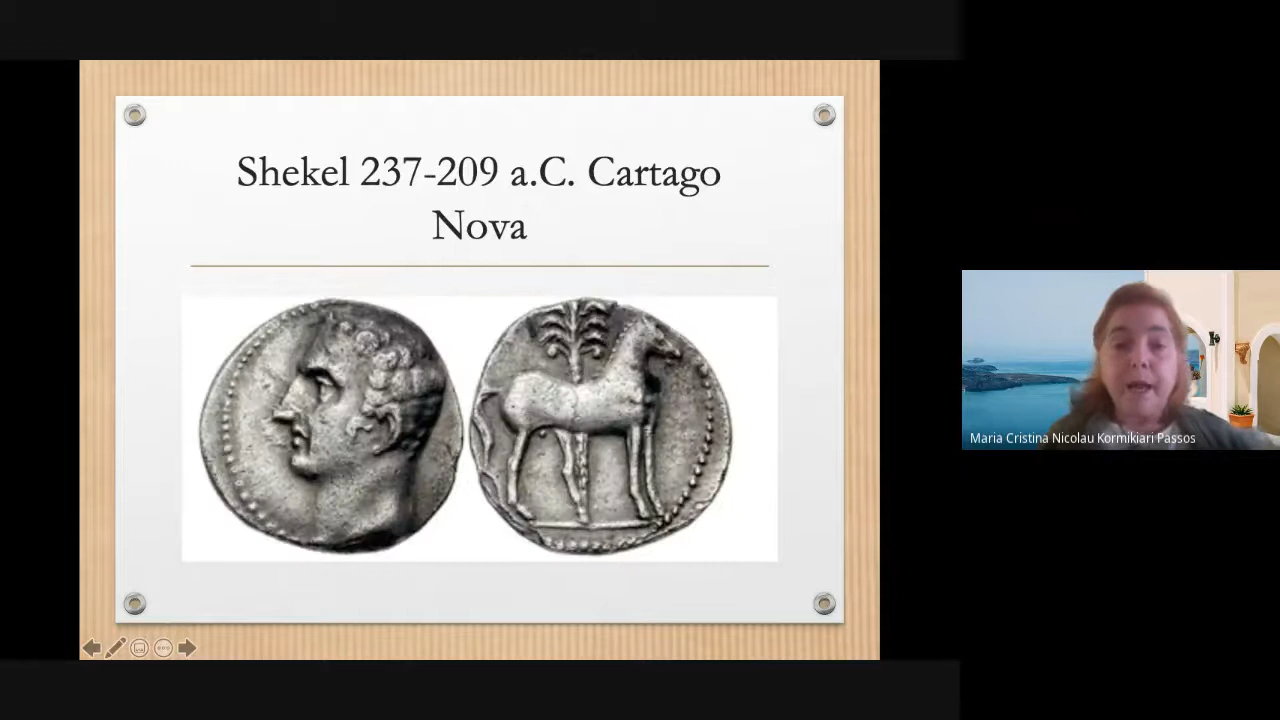 Shekel 237-209 a.C. Cartago
Nova
Maria Cristina Nicolau Kormikiari Passos